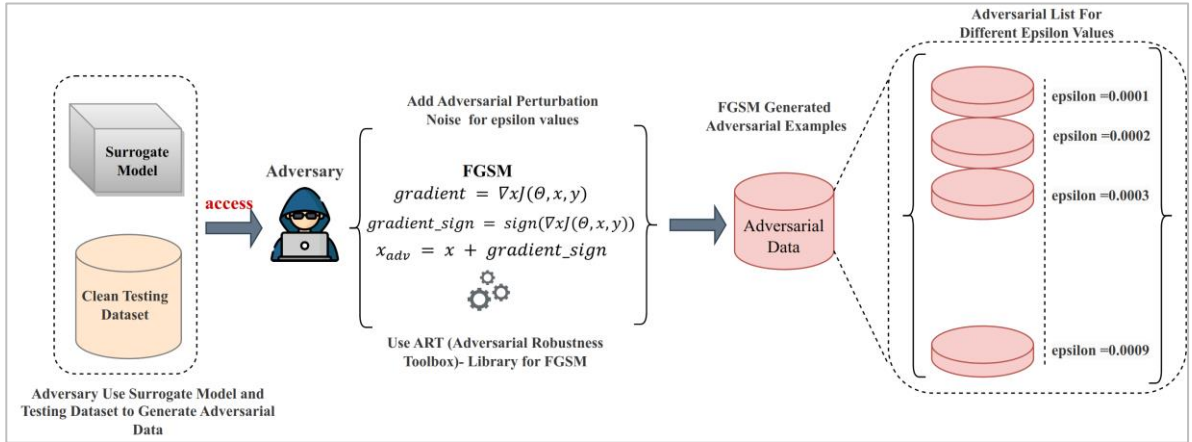 Surrogate
Model
Clean Testing
Dataset
Adversary Use Surrogate Model and
Testing Dataset to Generate Adversarial
Data
access
Adversary
Add Adversarial Perturbation
Noise for epsilon values
FGSM
gradient = ∇xJ(Θ, x, y)
gradient_sign = sign(∇xJ(Θ, x, y))
x_adv = x + gradient_sign
Use ART (Adversarial Robustness
Toolbox)- Library for FGSM
FGSM Generated
Adversarial Examples
Adversarial
Data
Adversarial List For
Different Epsilon Values
epsilon =0.0001
epsilon =0.0002
epsilon =0.0003
epsilon =0.0009